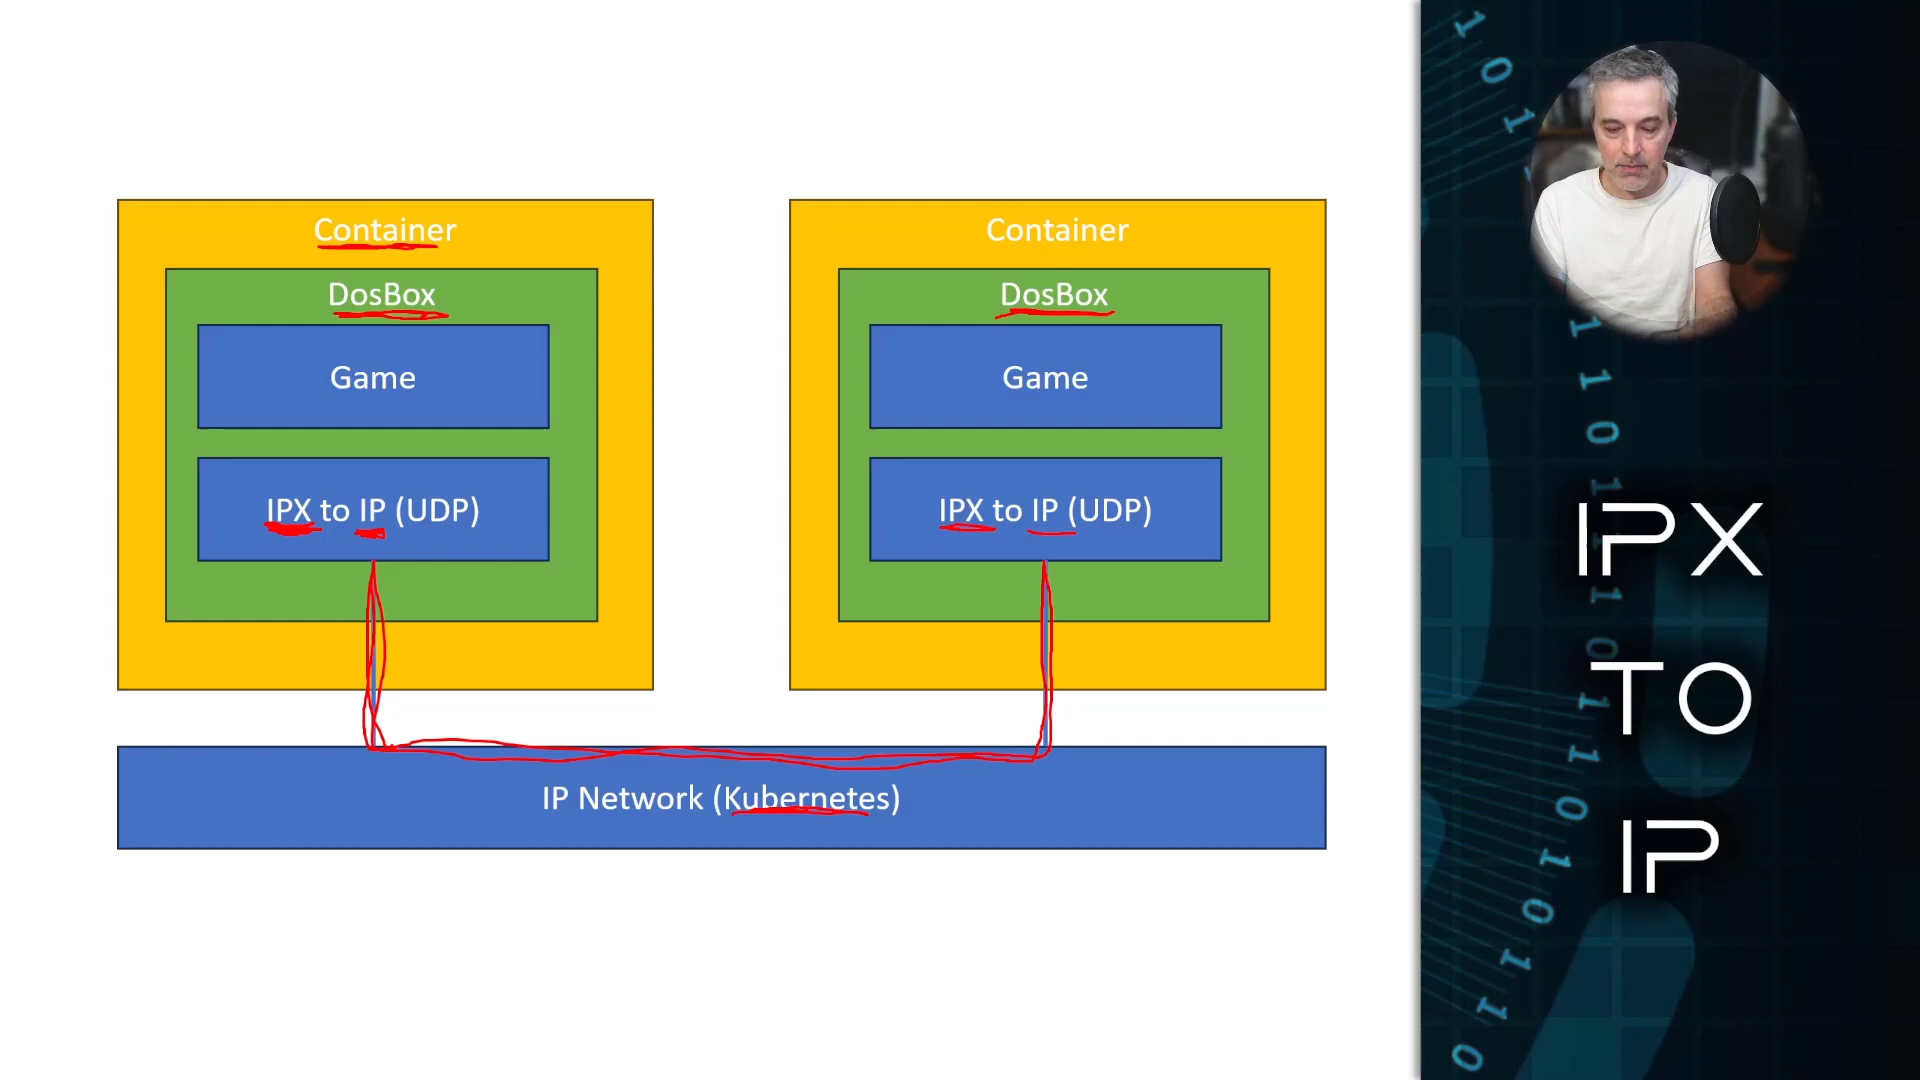 Container
DosBox
Game
IPX to IP (UDP)
Container
DosBox
Game
IPX to IP (UDP)
IP Network (Kubernetes)
IPX
TO
IP